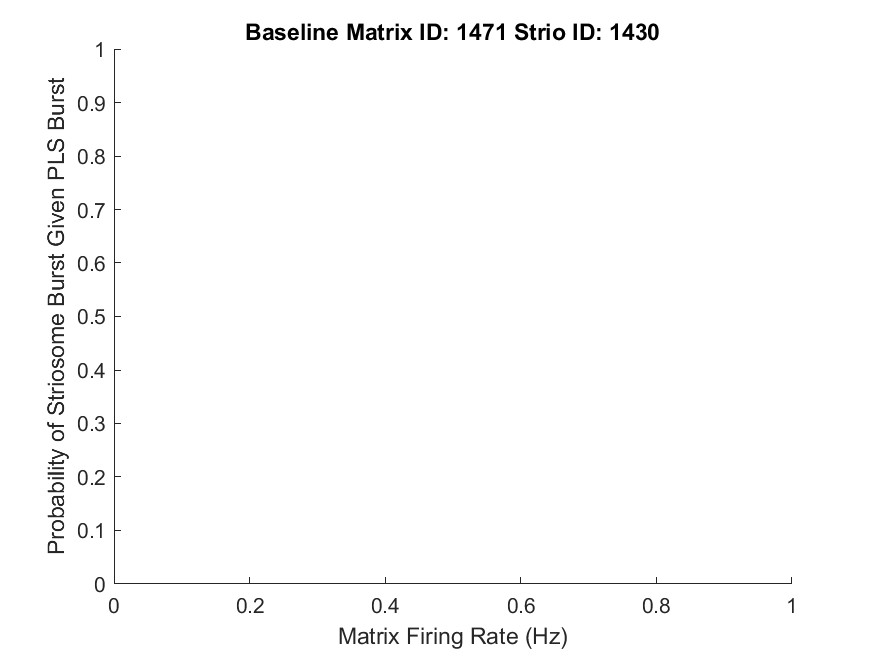 Baseline Matrix ID: 1471 Strio ID: 1430
Probability of Striosome Burst Given PLS Burst
1
0.9
0.8
0.7
0.6
0.5
0.4
0.3
0.2
0.1
0
0 0.2 0.4 0.6 0.8 1
Matrix Firing Rate (Hz)